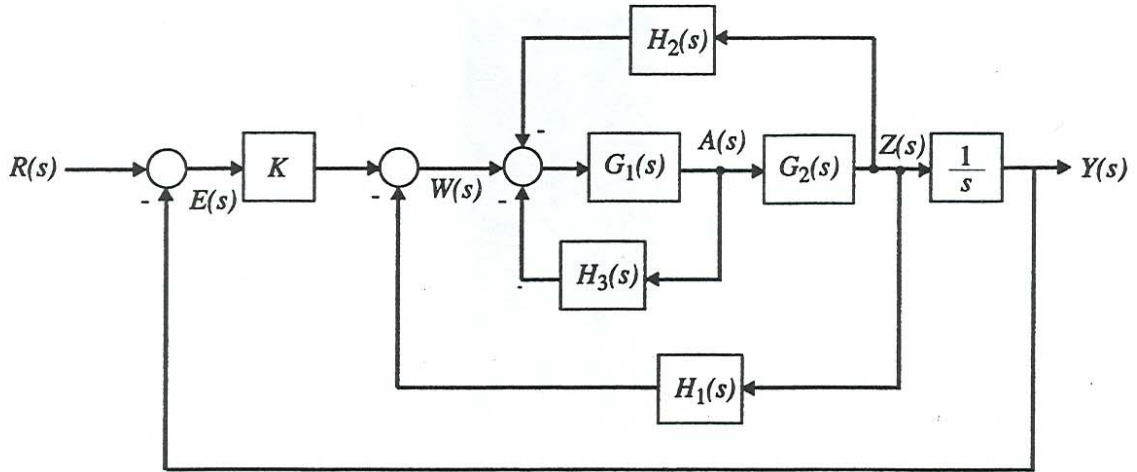 H₂(s)
R(s)
E(s)
K
W(s)
G₁(s)
A(s)
G₂(s)
Z(s)
1
s
Y(s)
-
-
-
-
-
H₃(s)
H₁(s)